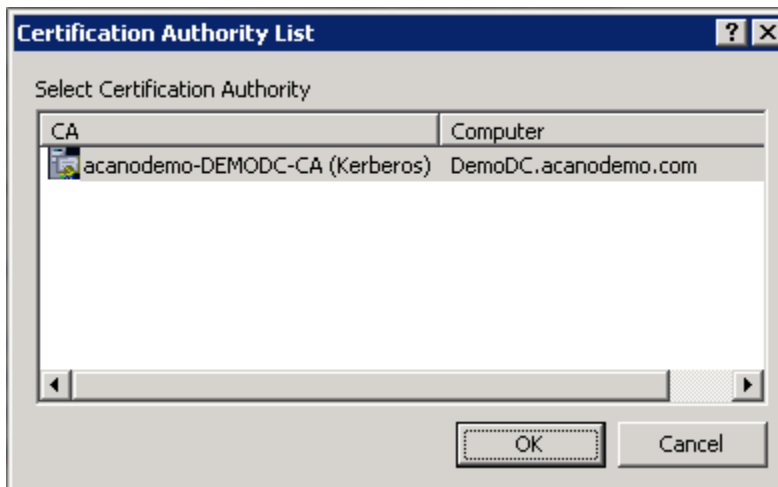 Certification Authority List
Select Certification Authority
CA Computer
acanodemo-DEMODC-CA (Kerberos) DemoDC.acanodemo.com
OK Cancel